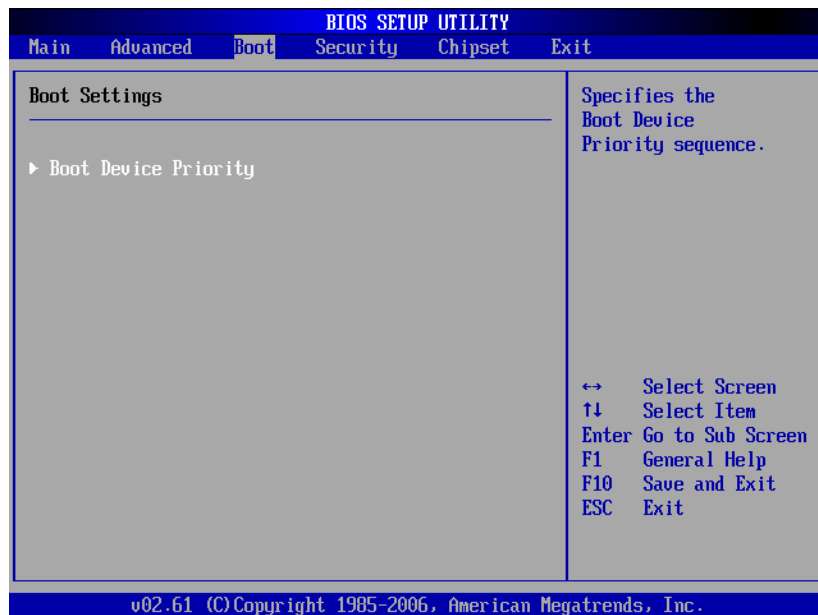 BIOS SETUP UTILITY
Main Advanced Boot Security Chipset Exit
Boot Settings
▶ Boot Device Priority
Specifies the
Boot Device
Priority sequence.
←→ Select Screen
↑↓ Select Item
Enter Go to Sub Screen
F1 General Help
F10 Save and Exit
ESC Exit
v02.61 (C)Copyright 1985-2006, American Megatrends, Inc.